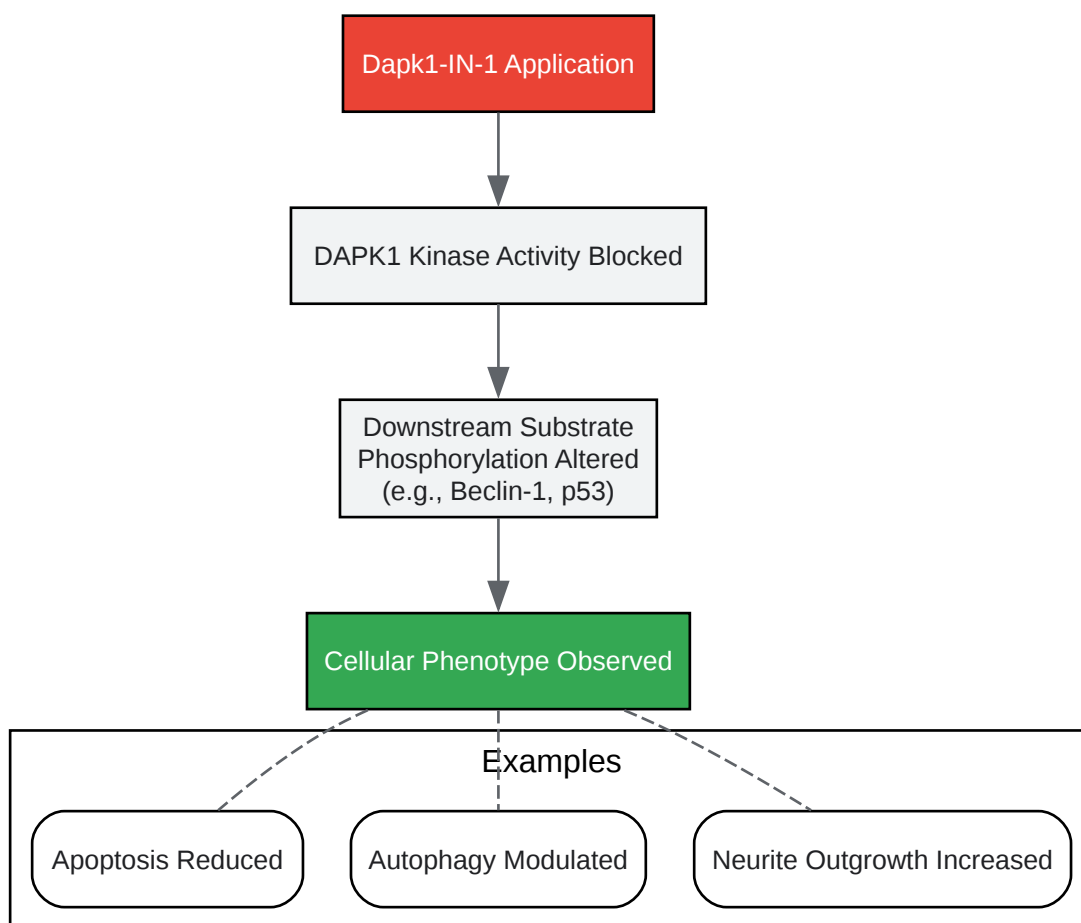 Dapk1-IN-1 Application
DAPK1 Kinase Activity Blocked
Downstream Substrate
Phosphorylation Altered
(e.g., Beclin-1, p53)
Cellular Phenotype Observed
Examples
Apoptosis Reduced
Autophagy Modulated
Neurite Outgrowth Increased